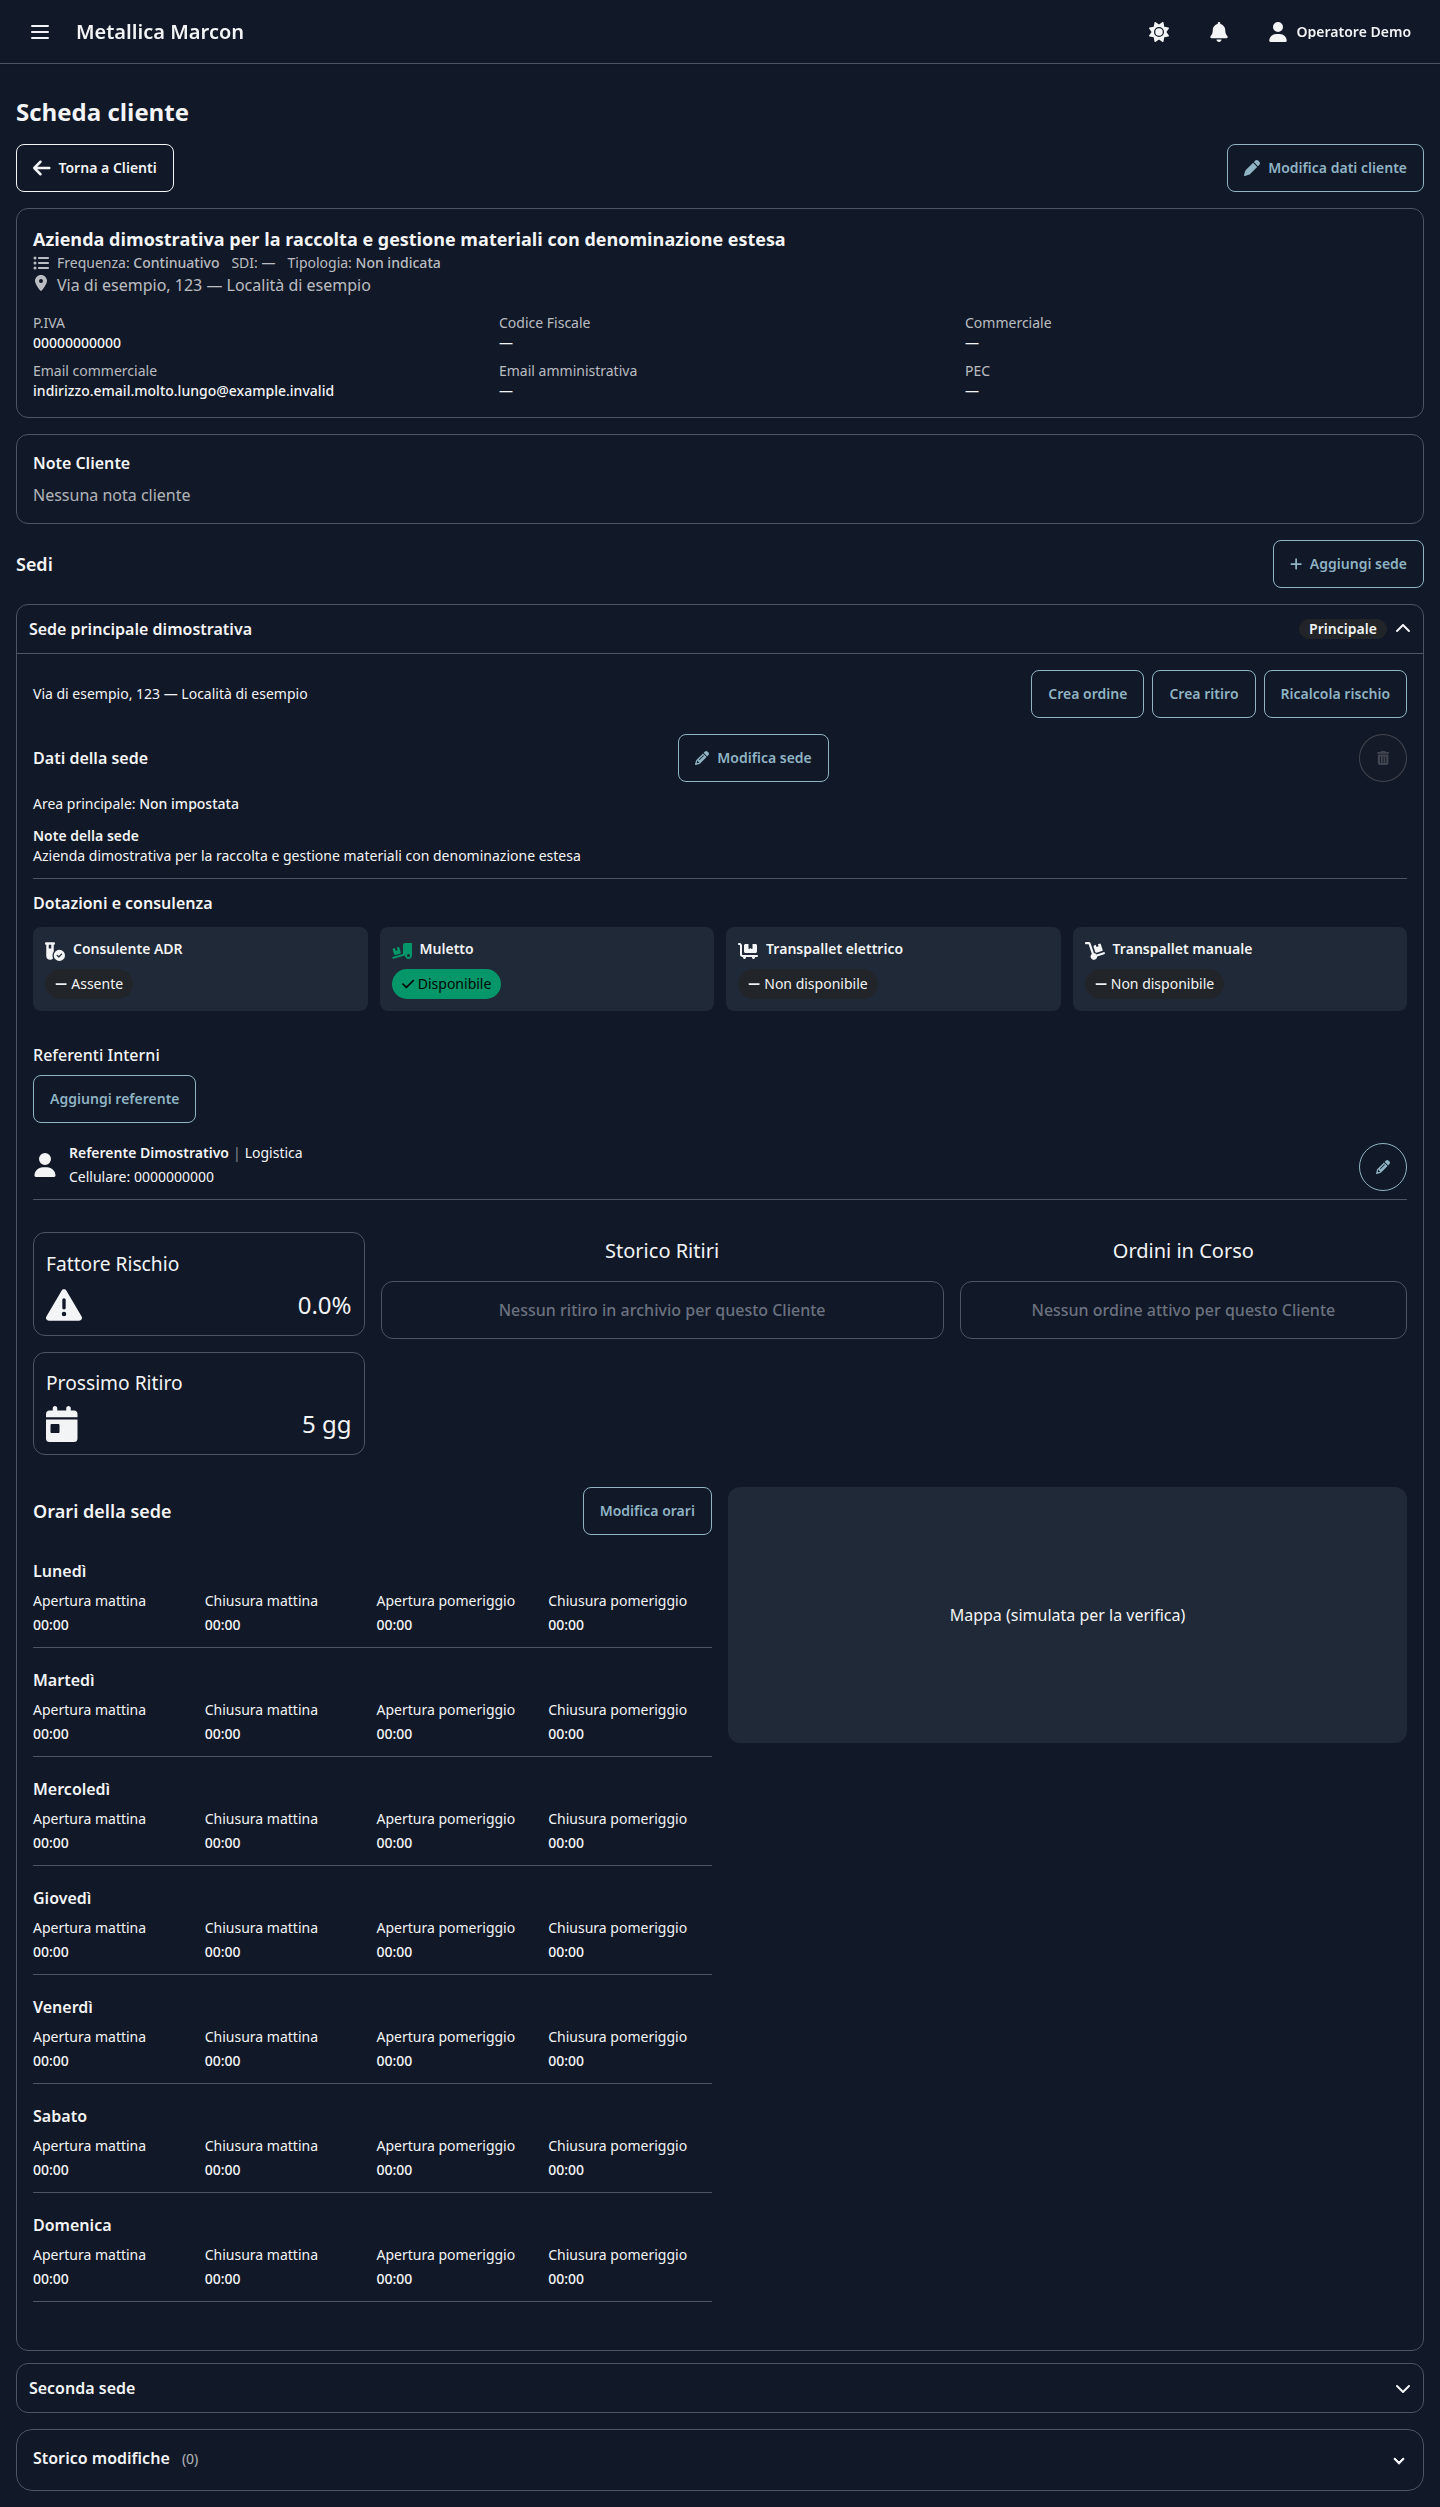 Metallica Marcon
Operatore Demo
Scheda cliente
Torna a Clienti
Modifica dati cliente
Azienda dimostrativa per la raccolta e gestione materiali con denominazione estesa
Frequenza: Continuativo SDI: — Tipologia: Non indicata
Via di esempio, 123 — Località di esempio
P.IVA Codice Fiscale Commerciale
00000000000 — —
Email commerciale Email amministrativa PEC
indirizzo.email.molto.lungo@example.invalid — —
Note Cliente
Nessuna nota cliente
Sedi
Aggiungi sede
Sede principale dimostrativa
Principale
Via di esempio, 123 — Località di esempio
Crea ordine Crea ritiro Ricalcola rischio
Dati della sede
Modifica sede
Area principale: Non impostata
Note della sede
Azienda dimostrativa per la raccolta e gestione materiali con denominazione estesa
Dotazioni e consulenza
Consulente ADR
— Assente
Muletto
Disponibile
Transpallet elettrico
— Non disponibile
Transpallet manuale
— Non disponibile
Referenti Interni
Aggiungi referente
Referente Dimostrativo | Logistica
Cellulare: 0000000000
Fattore Rischio
0.0%
Storico Ritiri
Nessun ritiro in archivio per questo Cliente
Ordini in Corso
Nessun ordine attivo per questo Cliente
Prossimo Ritiro
5 gg
Orari della sede
Modifica orari
Mappa (simulata per la verifica)
Lunedì
Apertura mattina Chiusura mattina Apertura pomeriggio Chiusura pomeriggio
00:00 00:00 00:00 00:00
Martedì
Apertura mattina Chiusura mattina Apertura pomeriggio Chiusura pomeriggio
00:00 00:00 00:00 00:00
Mercoledì
Apertura mattina Chiusura mattina Apertura pomeriggio Chiusura pomeriggio
00:00 00:00 00:00 00:00
Giovedì
Apertura mattina Chiusura mattina Apertura pomeriggio Chiusura pomeriggio
00:00 00:00 00:00 00:00
Venerdì
Apertura mattina Chiusura mattina Apertura pomeriggio Chiusura pomeriggio
00:00 00:00 00:00 00:00
Sabato
Apertura mattina Chiusura mattina Apertura pomeriggio Chiusura pomeriggio
00:00 00:00 00:00 00:00
Domenica
Apertura mattina Chiusura mattina Apertura pomeriggio Chiusura pomeriggio
00:00 00:00 00:00 00:00
Seconda sede
Storico modifiche (0)